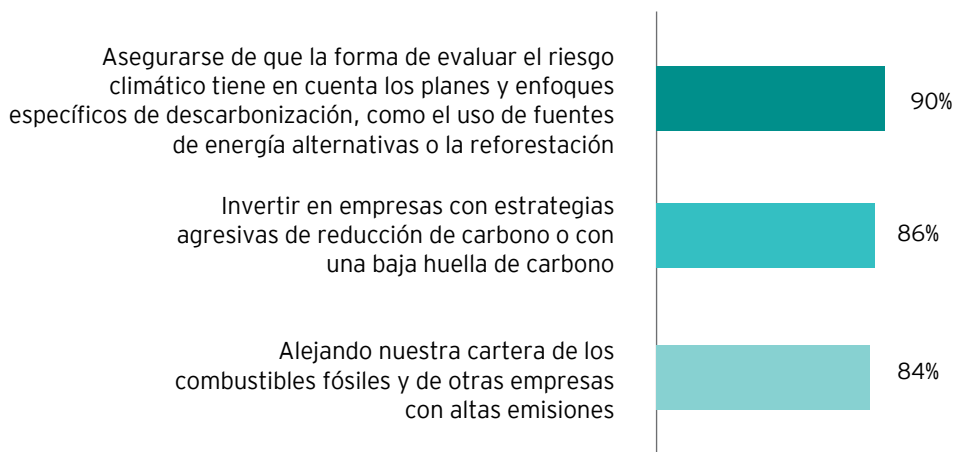 Asegurarse de que la forma de evaluar el riesgo
climático tiene en cuenta los planes y enfoques
específicos de descarbonización, como el uso de fuentes
de energía alternativas o la reforestación
90%
Invertir en empresas con estrategias
agresivas de reducción de carbono o con
una baja huella de carbono
86%
Alejando nuestra cartera de los
combustibles fósiles y de otras empresas
con altas emisiones
84%